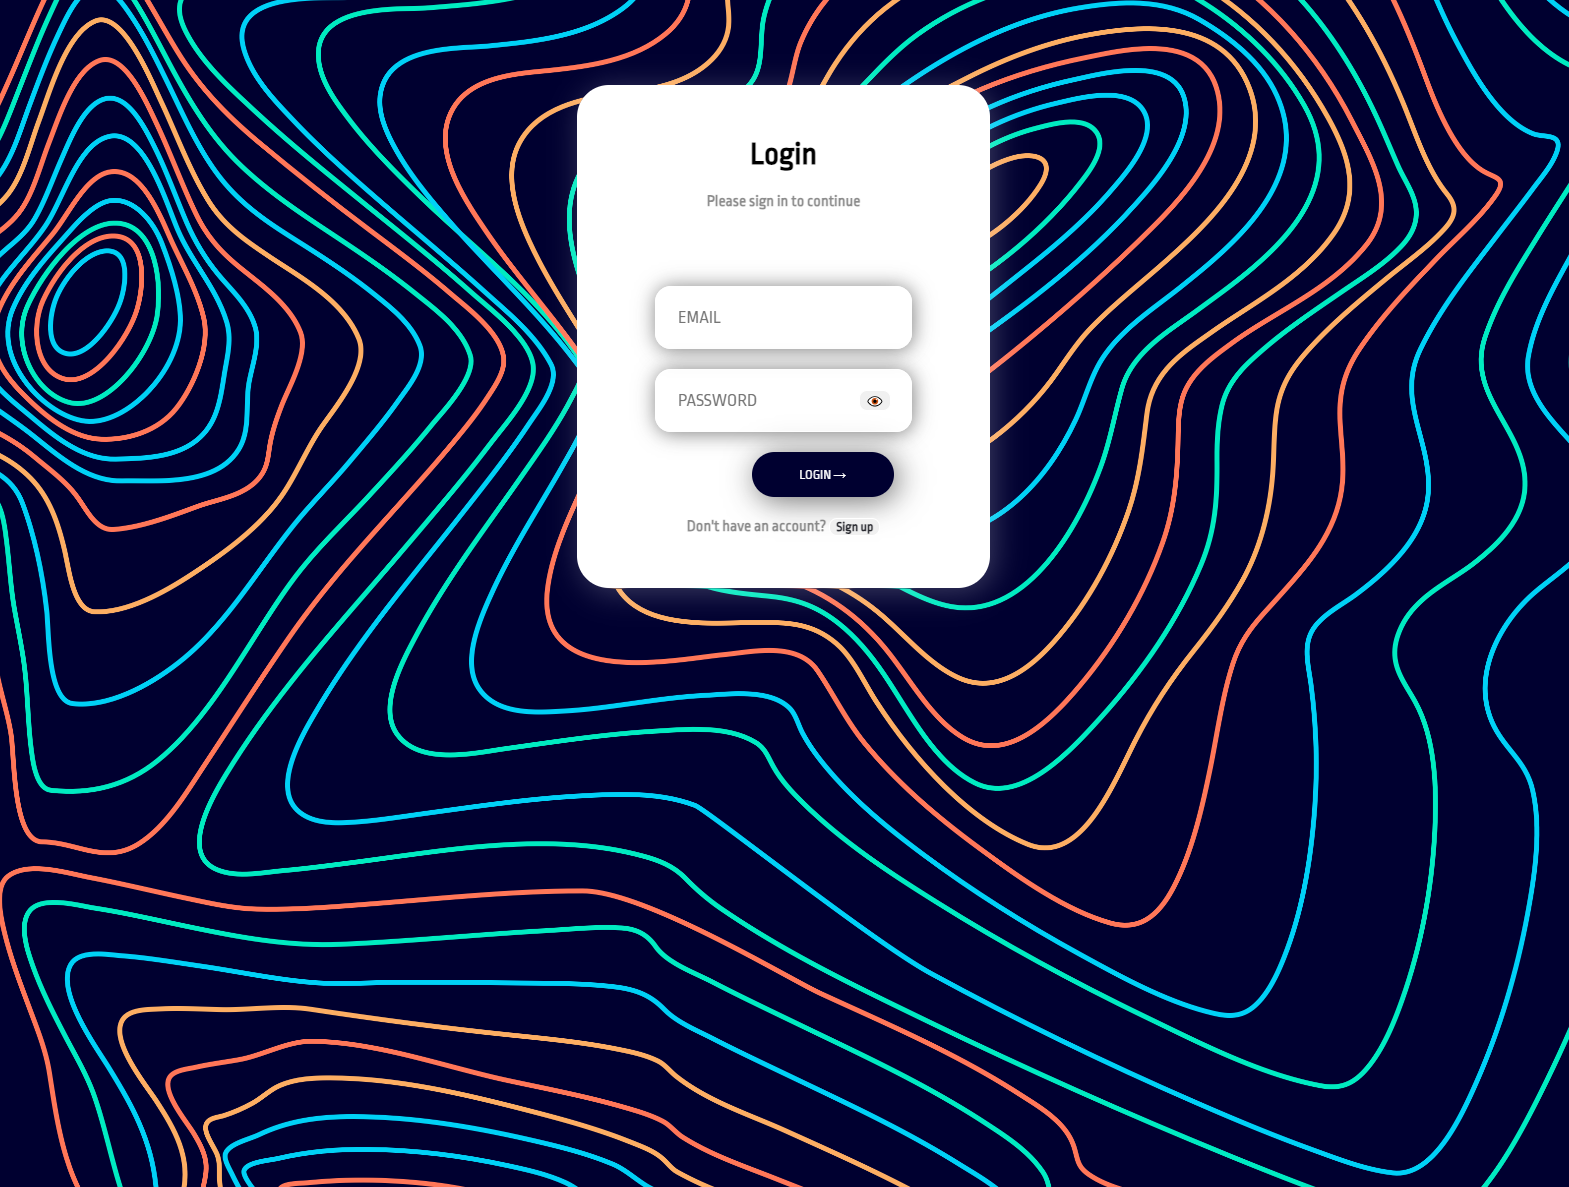 Login
Please sign in to continue
EMAIL
PASSWORD
LOGIN →
Don't have an account? Sign up